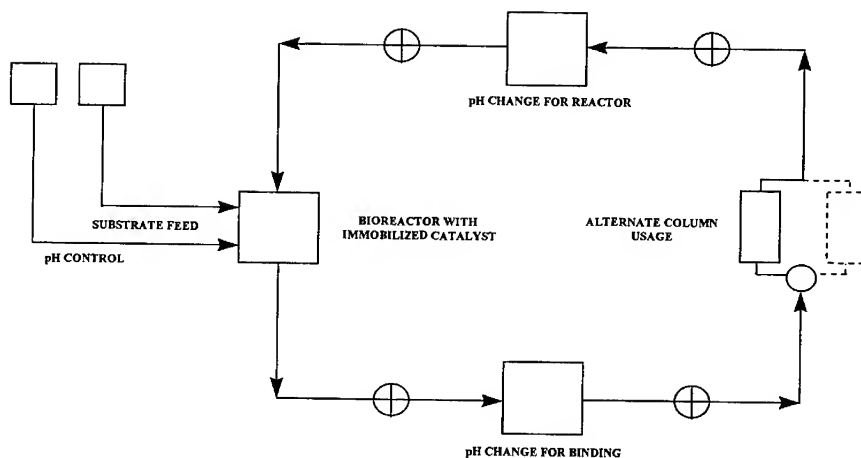 pH CHANGE FOR REACTOR
SUBSTRATE FEED
pH CONTROL
BIOREACTOR WITH
IMMOBILIZED CATALYST
ALTERNATE COLUMN
USAGE
pH CHANGE FOR BINDING